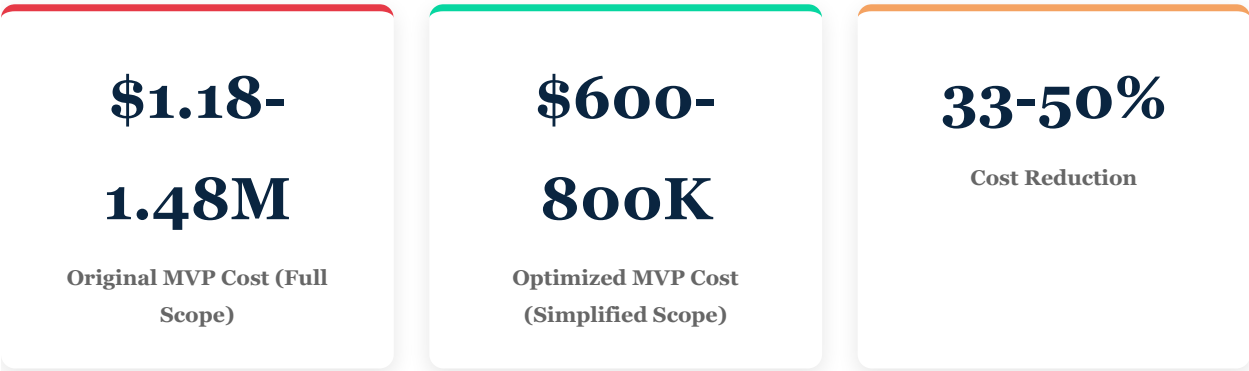 $1.18-
1.48M
Original MVP Cost (Full
Scope)
$600-
800K
Optimized MVP Cost
(Simplified Scope)
33-50%
Cost Reduction